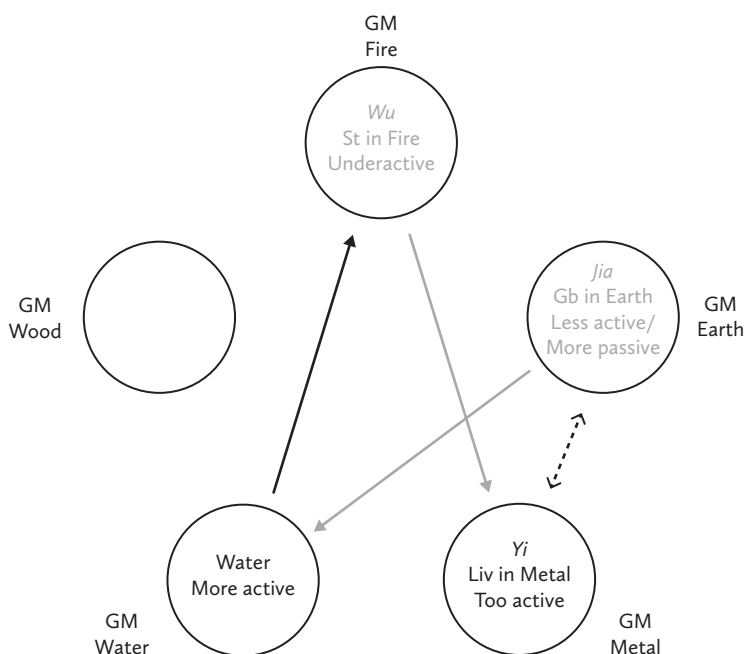 GM
Fire
Wu
St in Fire
Underactive
GM
Wood
Jia
Gb in Earth
Less active/
More passive
GM
Earth
Water
More active
GM
Water
Yi
Liv in Metal
Too active
GM
Metal